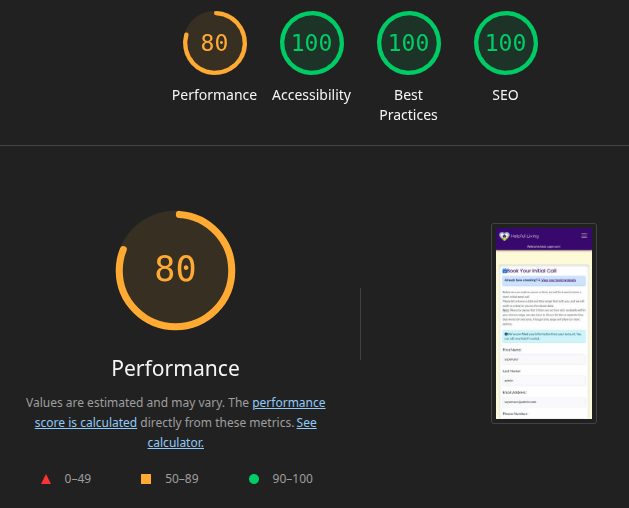 80
100
100
100
Performance
Accessibility
Best
Practices
SEO
80
Performance
Values are estimated and may vary. The performance
score is calculated directly from these metrics. See
calculator.
0–49
50–89
90–100
Helpful Living
Book Your Initial Call
First Name:
Last Name:
Email Address:
Phone Number: